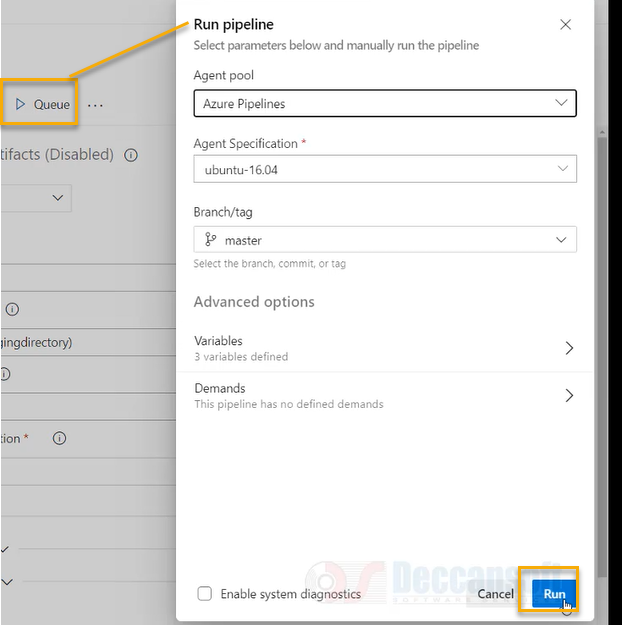 Run pipeline
Select parameters below and manually run the pipeline
Agent pool
Queue ...
Azure Pipelines
Agent Specification *
tifacts (Disabled)
ubuntu-16.04
Branch/tag
master
Select the branch, commit, or tag
Advanced options
Variables
gingdirectory)
3 variables defined
Demands
This pipeline has no defined demands
tion *
Deccansoft
Enable system diagnostics
Cancel
Run